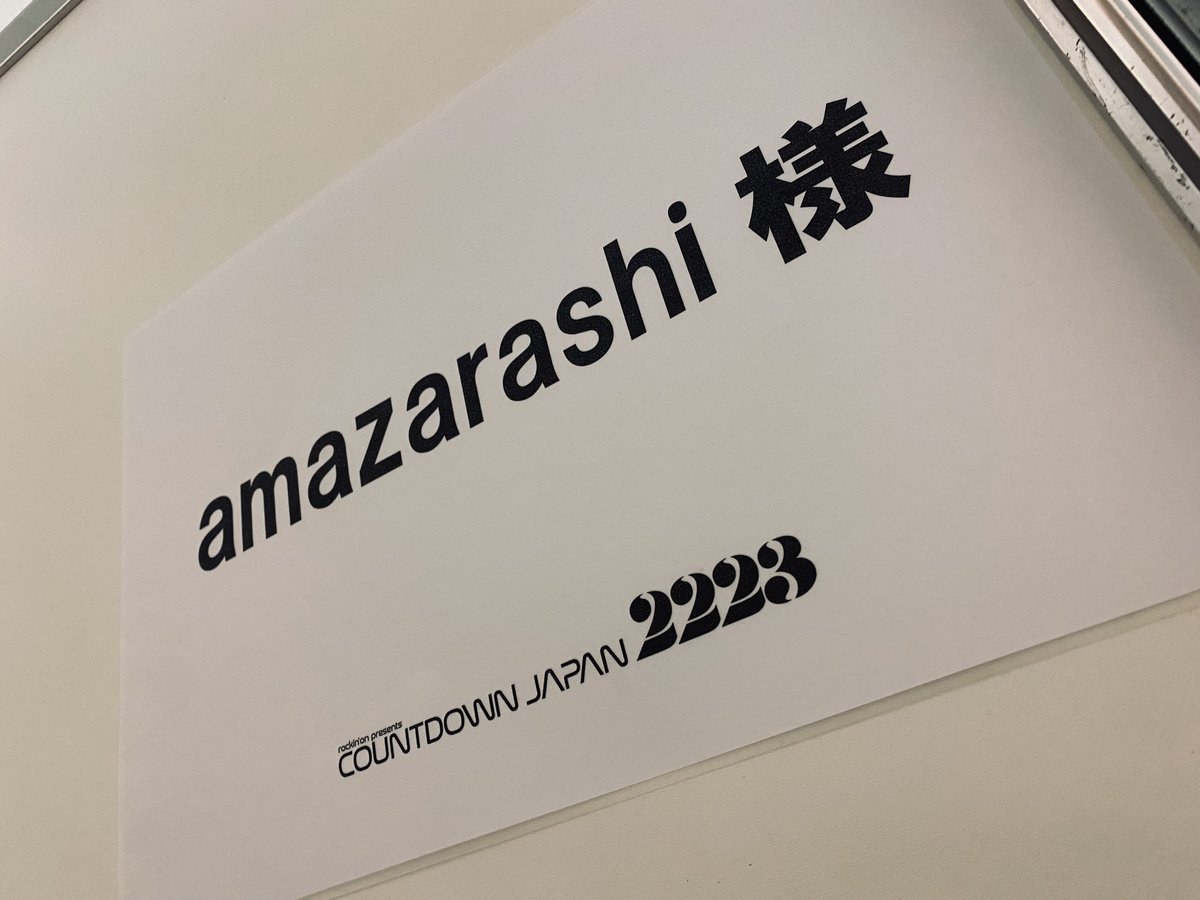 amazarashi 様
rockin'on presents
COUNTDOWN JAPAN 2223